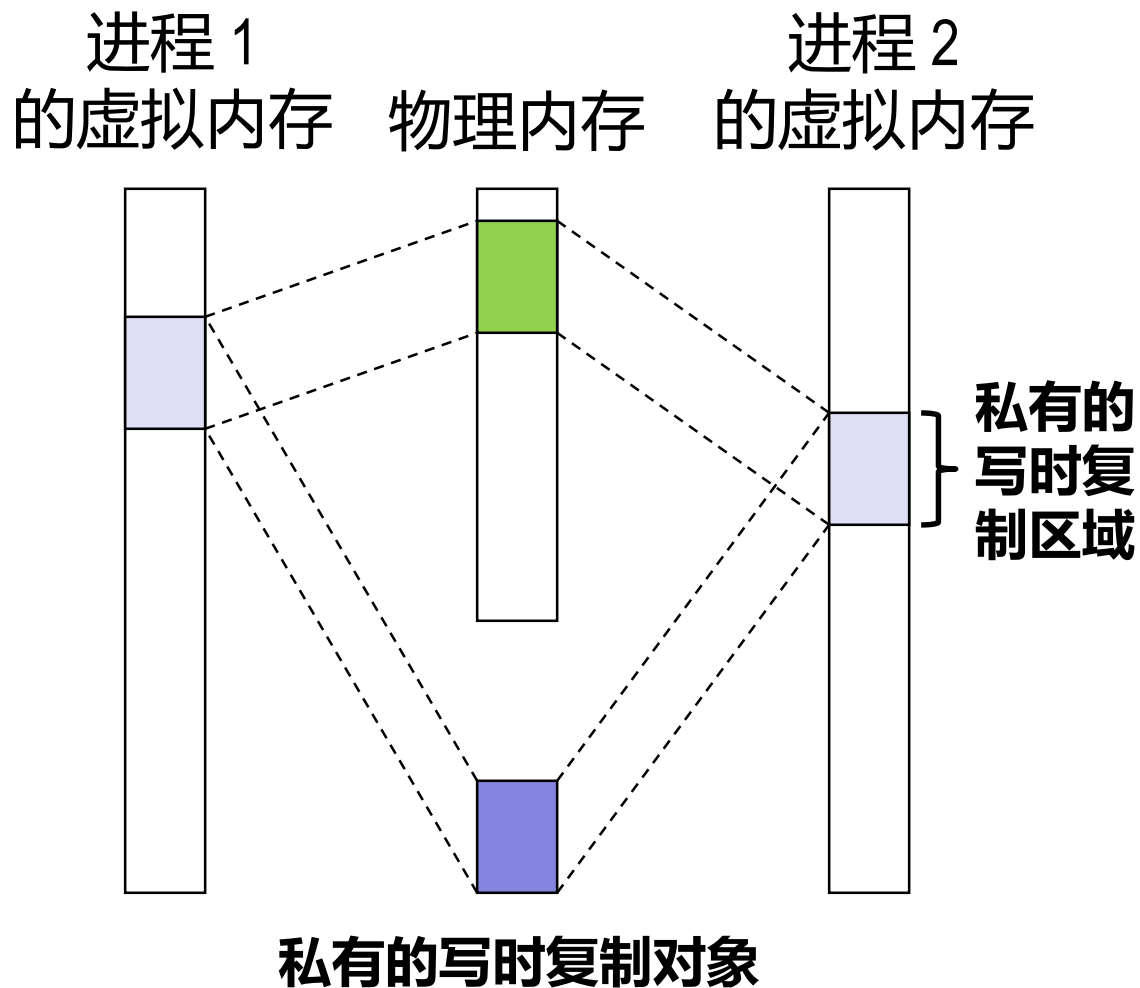 进程 1
的虚拟内存
物理内存
进程 2
的虚拟内存
私有的
写时复
制区域
私有的写时复制对象